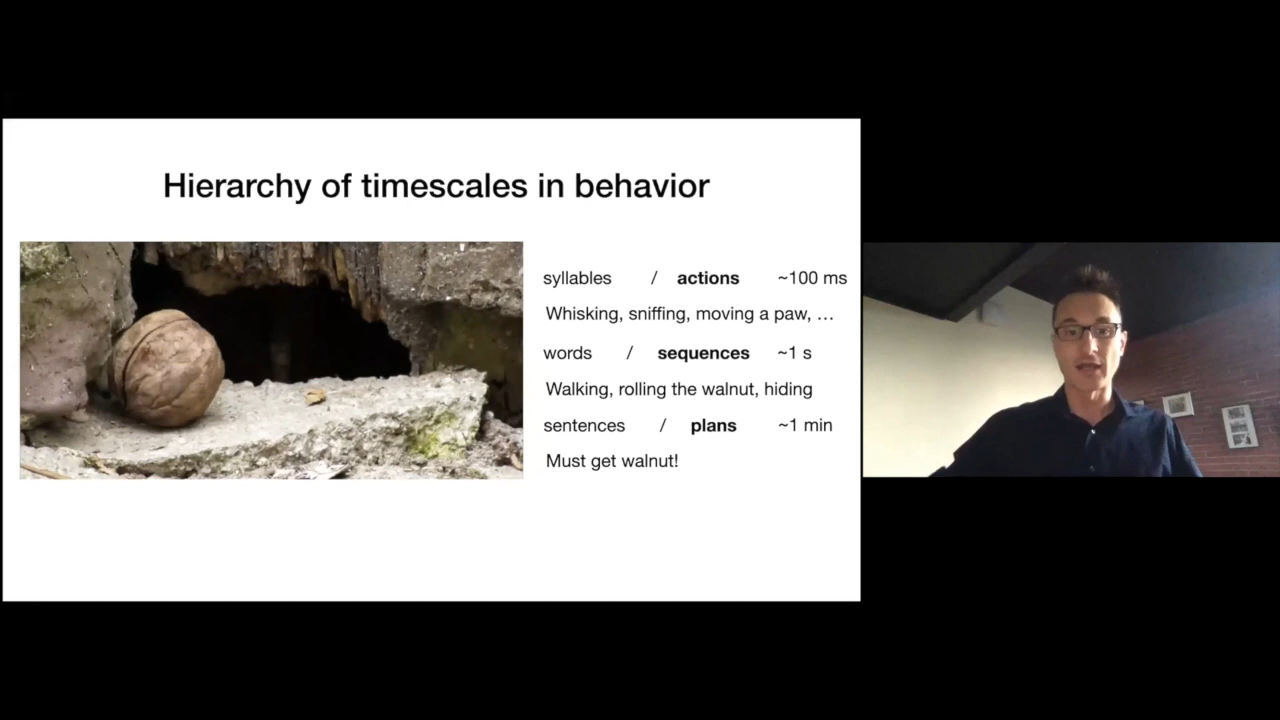 Hierarchy of timescales in behavior
syllables / actions ~100 ms
Whisking, sniffing, moving a paw, …
words / sequences ~1 s
Walking, rolling the walnut, hiding
sentences / plans ~1 min
Must get walnut!